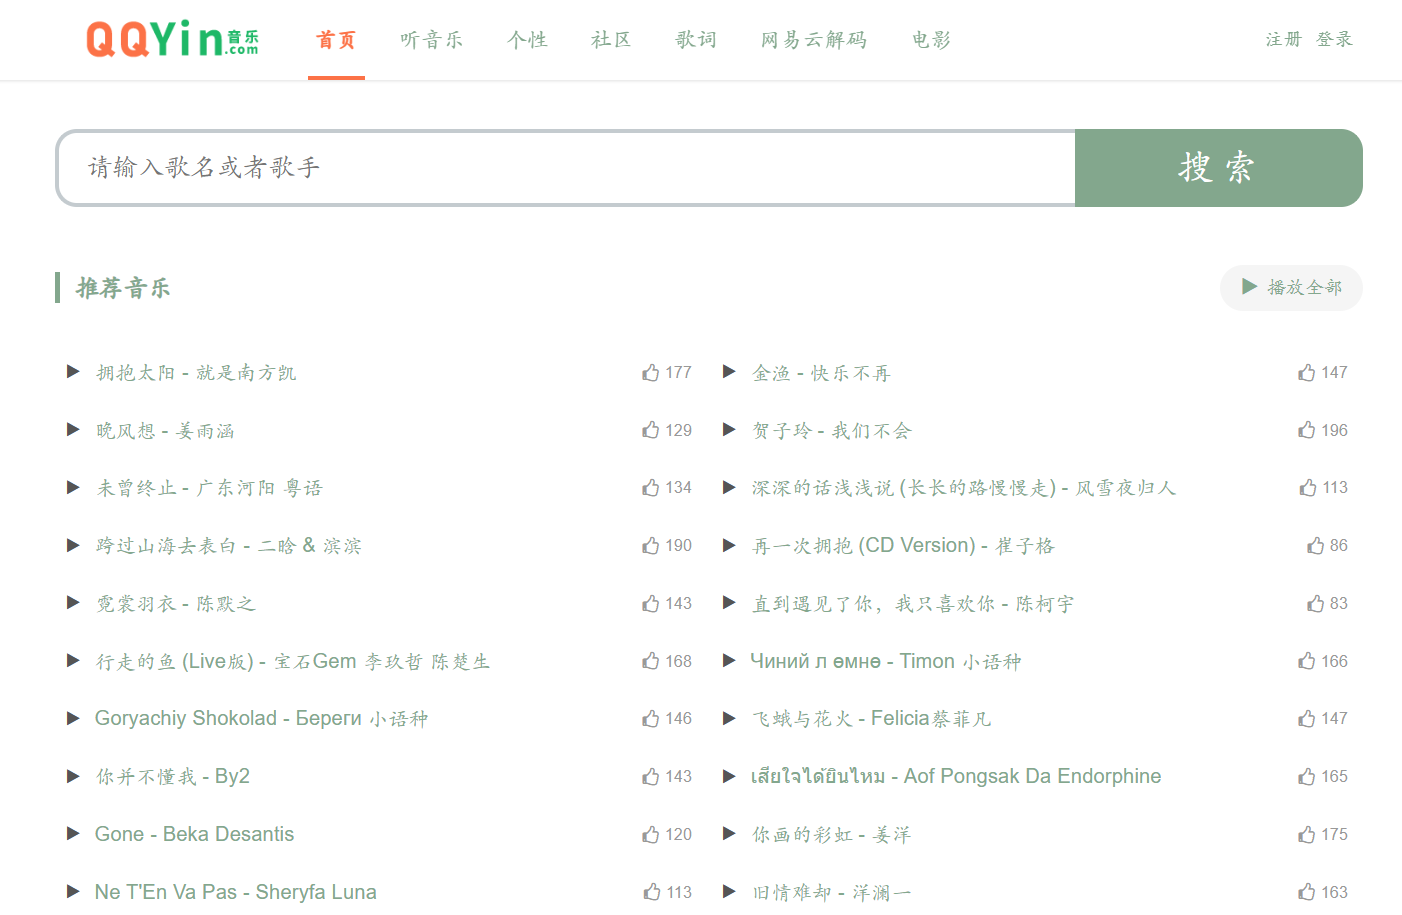 QQYin音乐.com 首页 听音乐 个性 社区 歌词 网易云解码 电影 注册 登录
请输入歌名或者歌手 搜 索
推荐音乐 播放全部
拥抱太阳 - 就是南方凯 177 金渔 - 快乐不再 147
晚风想 - 姜雨涵 129 贺子玲 - 我们不会 196
未曾终止 - 广东河阳 粤语 134 深深的话浅浅说 (长长的路慢慢走) - 风雪夜归人 113
跨过山海去表白 - 二晗 & 滨滨 190 再一次拥抱 (CD Version) - 崔子格 86
霓裳羽衣 - 陈默之 143 直到遇见了你，我只喜欢你 - 陈柯宇 83
行走的鱼 (Live版) - 宝石Gem 李玖哲 陈楚生 168 Чиний л өмнө - Timon 小语种 166
Goryachiy Shokolad - Береги 小语种 146 飞蛾与花火 - Felicia蔡菲凡 147
你并不懂我 - By2 143 เสียใจได้ยินไหม - Aof Pongsak Da Endorphine 165
Gone - Beka Desantis 120 你画的彩虹 - 姜洋 175
Ne T'En Va Pas - Sheryfa Luna 113 旧情难却 - 洋澜一 163